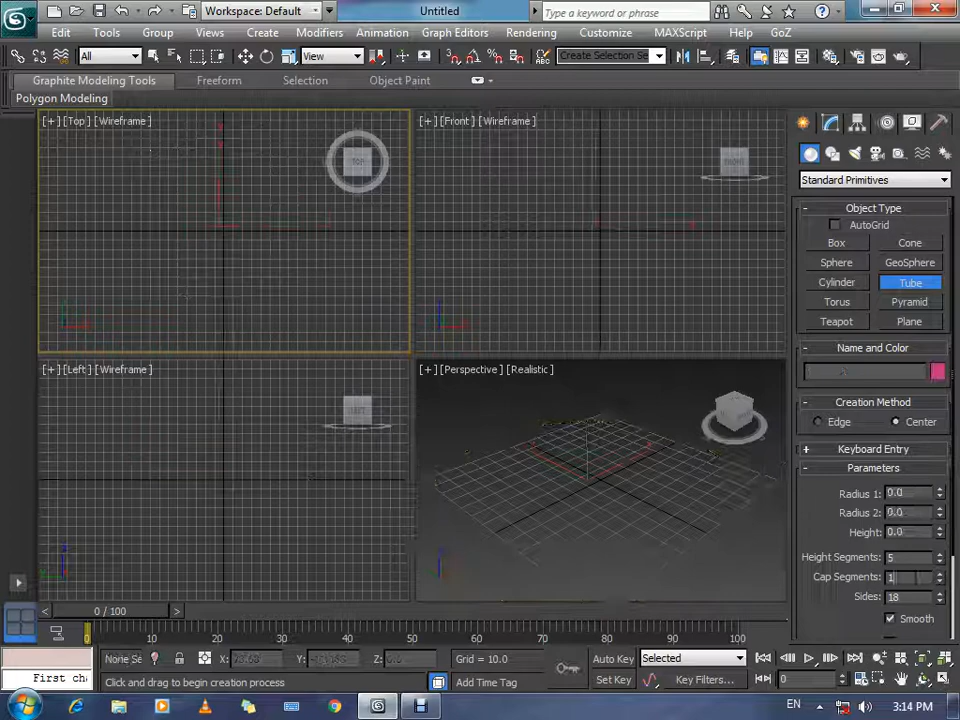 Workspace: Default
Untitled
Type a keyword or phrase
Edit Tools Group Views Create Modifiers Animation Graph Editors Rendering Customize MAXScript Help GoZ
All
View
Create Selection Se
Graphite Modeling Tools Freeform Selection Object Paint
Polygon Modeling
[+] [Top] [Wireframe]
TOP
[+] [Front] [Wireframe]
FRONT
[+] [Left] [Wireframe]
LEFT
[+] [Perspective] [Realistic]
Standard Primitives
- Object Type
AutoGrid
Box Cone
Sphere GeoSphere
Cylinder Tube
Torus Pyramid
Teapot Plane
- Name and Color
- Creation Method
Edge Center
+ Keyboard Entry
- Parameters
Radius 1: 0.0
Radius 2: 0.0
Height: 0.0
Height Segments: 5
Cap Segments: 1
Sides: 18
Smooth
< 0 / 100 >
0 10 20 30 40 50 60 70 80 90 100
None Se X: Y: Z: Grid = 10.0 Auto Key Selected
First ch Click and drag to begin creation process Add Time Tag Set Key Key Filters... 0
EN 3:14 PM